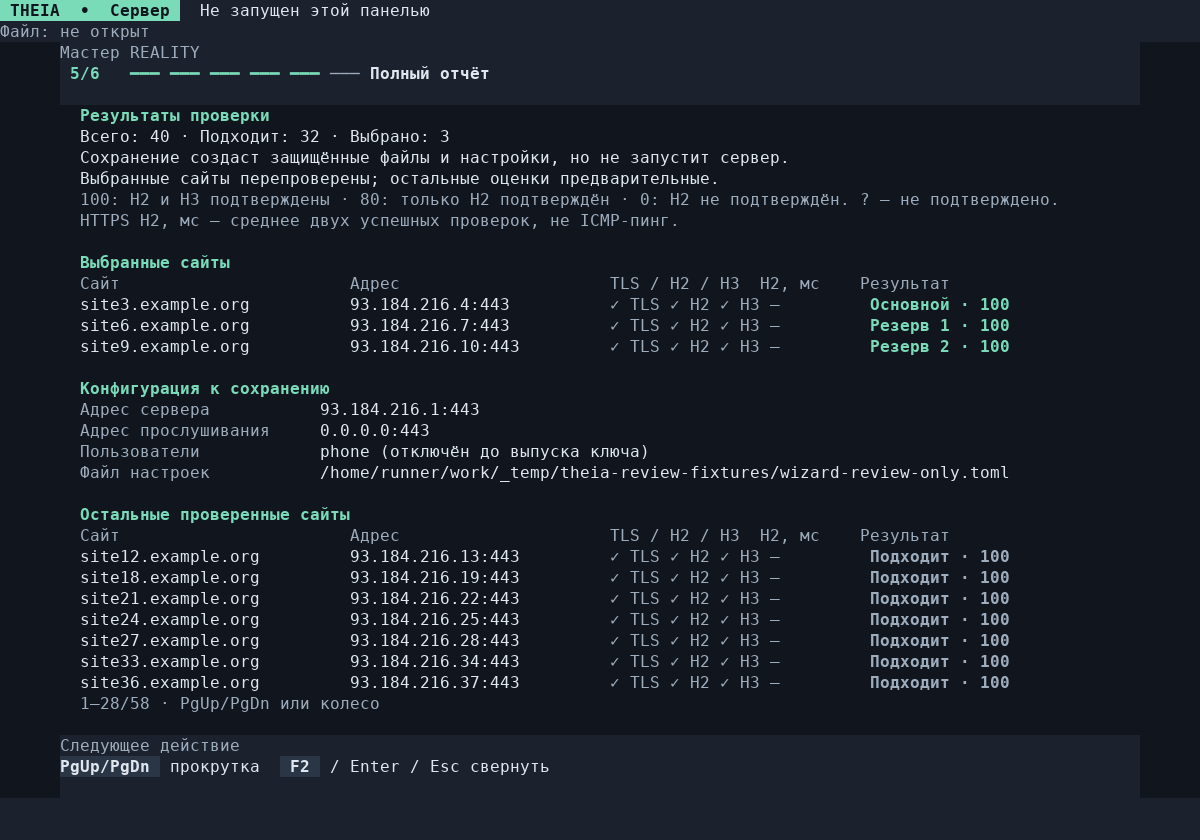 THEIA • Сервер Не запущен этой панелью
Файл: не открыт
Мастер REALITY
5/6 ━━━ ━━━ ━━━ ━━━ ━━━ ─── Полный отчёт
Результаты проверки
Всего: 40 · Подходит: 32 · Выбрано: 3
Сохранение создаст защищённые файлы и настройки, но не запустит сервер.
Выбранные сайты перепроверены; остальные оценки предварительные.
100: H2 и H3 подтверждены · 80: только H2 подтверждён · 0: H2 не подтверждён. ? — не подтверждено.
HTTPS H2, мс — среднее двух успешных проверок, не ICMP-пинг.
Выбранные сайты
Сайт Адрес TLS / H2 / H3 H2, мс Результат
site3.example.org 93.184.216.4:443 ✓ TLS ✓ H2 ✓ H3 — Основной · 100
site6.example.org 93.184.216.7:443 ✓ TLS ✓ H2 ✓ H3 — Резерв 1 · 100
site9.example.org 93.184.216.10:443 ✓ TLS ✓ H2 ✓ H3 — Резерв 2 · 100
Конфигурация к сохранению
Адрес сервера 93.184.216.1:443
Адрес прослушивания 0.0.0.0:443
Пользователи phone (отключён до выпуска ключа)
Файл настроек /home/runner/work/_temp/theia-review-fixtures/wizard-review-only.toml
Остальные проверенные сайты
Сайт Адрес TLS / H2 / H3 H2, мс Результат
site12.example.org 93.184.216.13:443 ✓ TLS ✓ H2 ✓ H3 — Подходит · 100
site18.example.org 93.184.216.19:443 ✓ TLS ✓ H2 ✓ H3 — Подходит · 100
site21.example.org 93.184.216.22:443 ✓ TLS ✓ H2 ✓ H3 — Подходит · 100
site24.example.org 93.184.216.25:443 ✓ TLS ✓ H2 ✓ H3 — Подходит · 100
site27.example.org 93.184.216.28:443 ✓ TLS ✓ H2 ✓ H3 — Подходит · 100
site33.example.org 93.184.216.34:443 ✓ TLS ✓ H2 ✓ H3 — Подходит · 100
site36.example.org 93.184.216.37:443 ✓ TLS ✓ H2 ✓ H3 — Подходит · 100
1–28/58 · PgUp/PgDn или колесо
Следующее действие
PgUp/PgDn прокрутка F2 / Enter / Esc свернуть